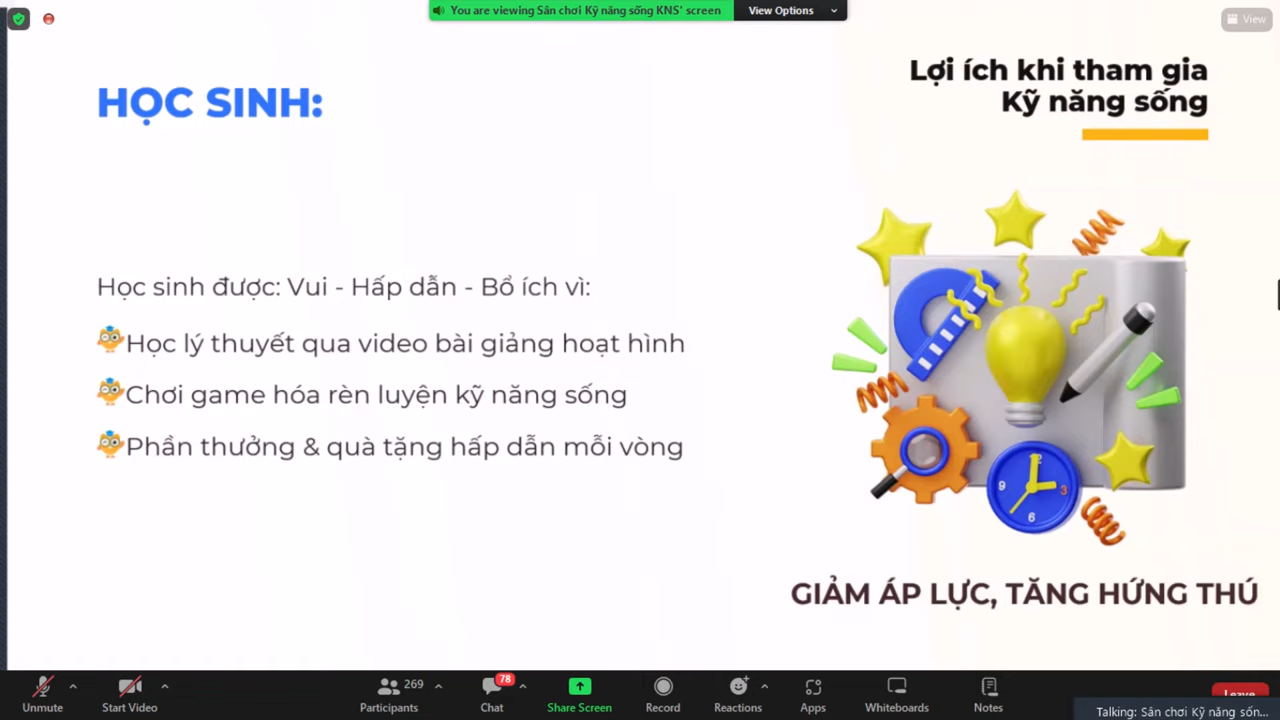 You are viewing Sân chơi Kỹ năng sống KNS' screen
View Options
View
HỌC SINH:
Lợi ích khi tham gia
Kỹ năng sống
Học sinh được: Vui - Hấp dẫn - Bổ ích vì:
Học lý thuyết qua video bài giảng hoạt hình
Chơi game hóa rèn luyện kỹ năng sống
Phần thưởng & quà tặng hấp dẫn mỗi vòng
12
9
3
6
GIẢM ÁP LỰC, TĂNG HỨNG THÚ
269
78
Unmute
Start Video
Participants
Chat
Share Screen
Record
Reactions
Apps
Whiteboards
Notes
Leave
Talking: Sân chơi Kỹ năng sốn...